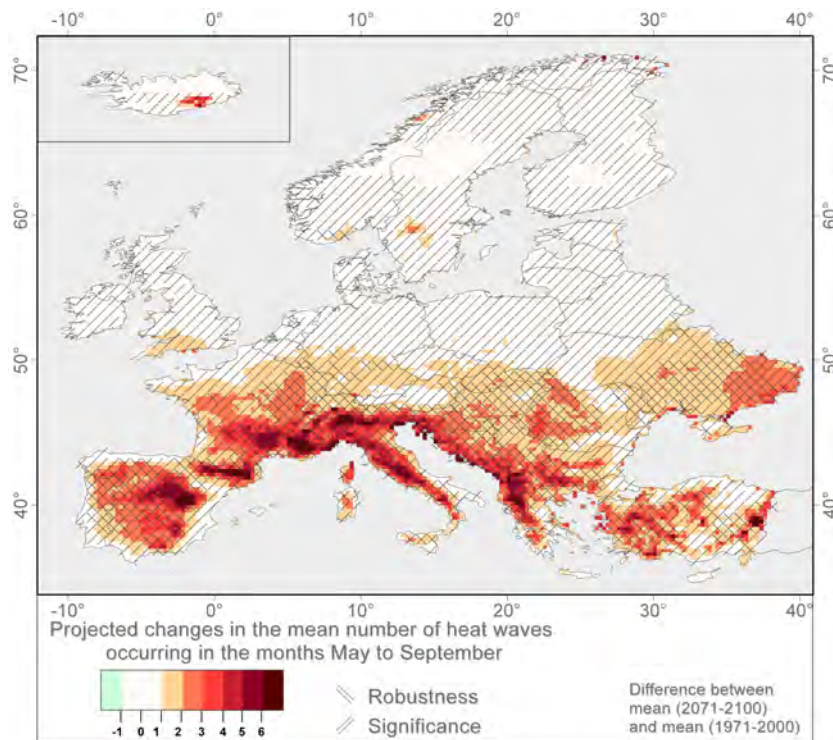 -10° 0° 10° 20° 30° 40°
70°
70°
60°
60°
50°
50°
40°
40°
-10° 0° 10° 20° 30° 40°
Projected changes in the mean number of heat waves
occurring in the months May to September
-1 0 1 2 3 4 5 6
Robustness
Significance
Difference between
mean (2071-2100)
and mean (1971-2000)